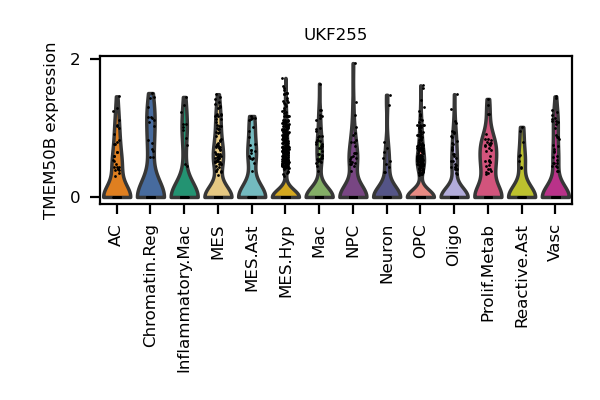 UKF255
TMEM50B expression
2
0
AC
Chromatin.Reg
Inflammatory.Mac
MES
MES.Ast
MES.Hyp
Mac
NPC
Neuron
OPC
Oligo
Prolif.Metab
Reactive.Ast
Vasc